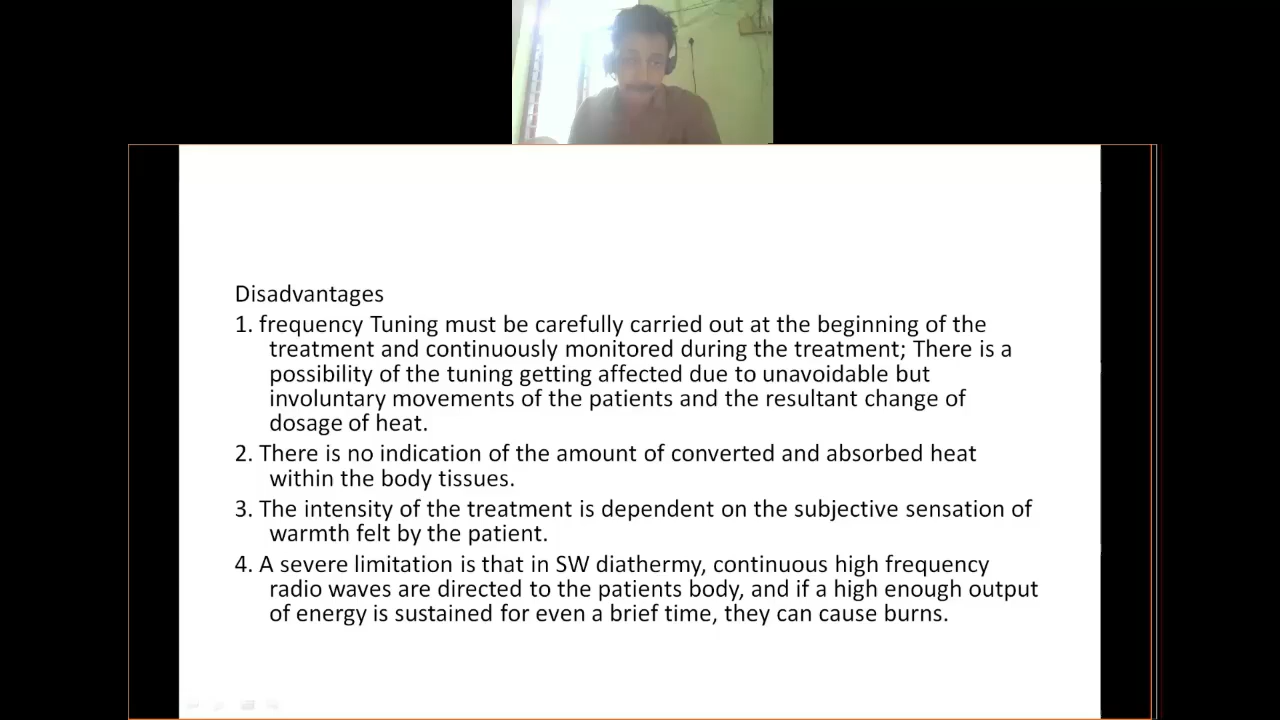 Disadvantages
1. frequency Tuning must be carefully carried out at the beginning of the
treatment and continuously monitored during the treatment; There is a
possibility of the tuning getting affected due to unavoidable but
involuntary movements of the patients and the resultant change of
dosage of heat.
2. There is no indication of the amount of converted and absorbed heat
within the body tissues.
3. The intensity of the treatment is dependent on the subjective sensation of
warmth felt by the patient.
4. A severe limitation is that in SW diathermy, continuous high frequency
radio waves are directed to the patients body, and if a high enough output
of energy is sustained for even a brief time, they can cause burns.